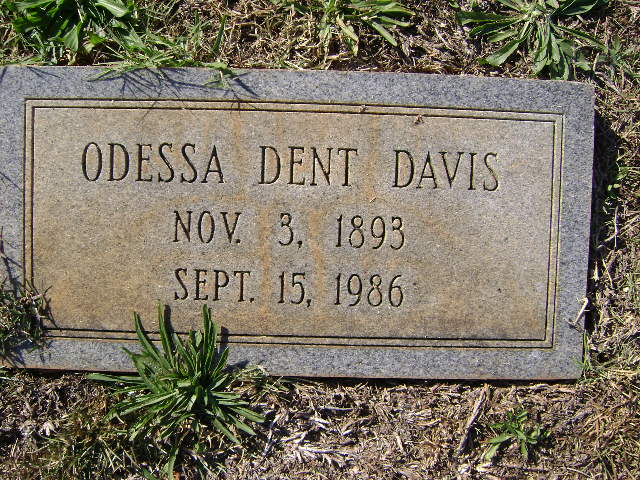 ODESSA DENT DAVIS
NOV. 3, 1893
SEPT. 15, 1986